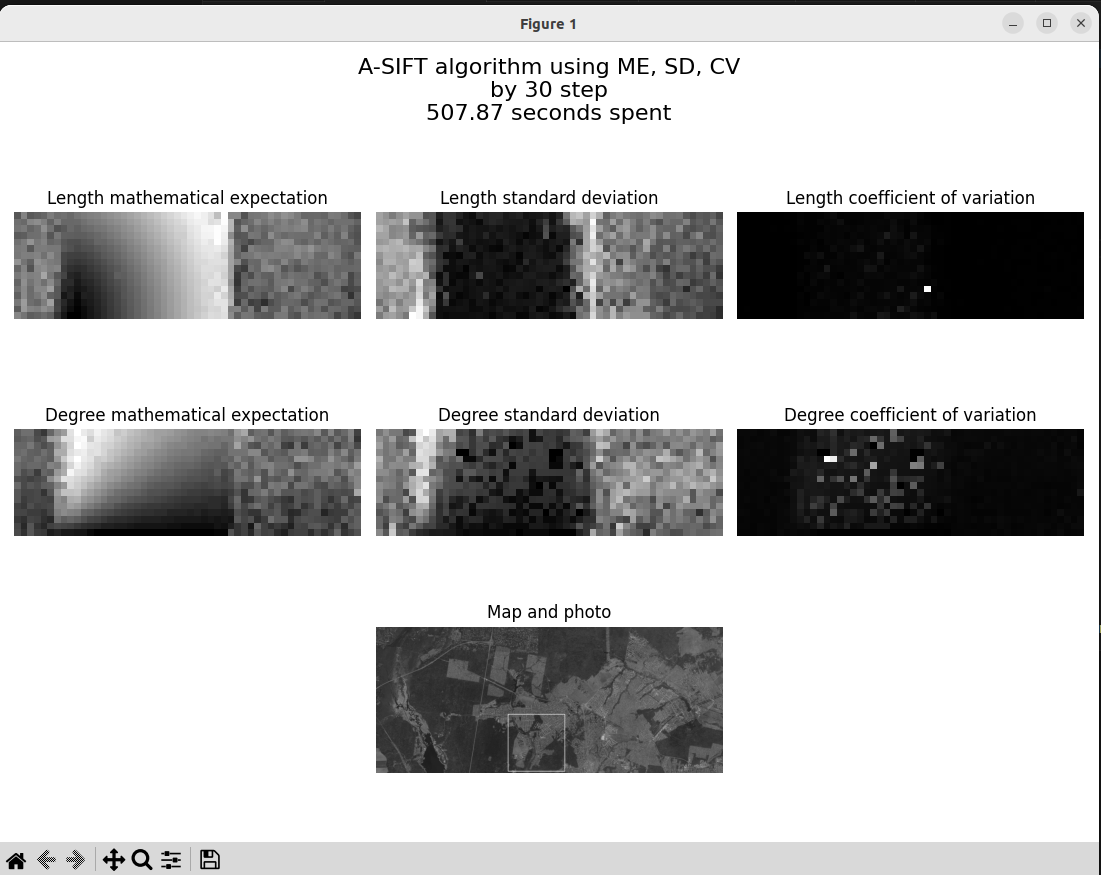 Figure 1
A-SIFT algorithm using ME, SD, CV
by 30 step
507.87 seconds spent
Length mathematical expectation
Length standard deviation
Length coefficient of variation
Degree mathematical expectation
Degree standard deviation
Degree coefficient of variation
Map and photo